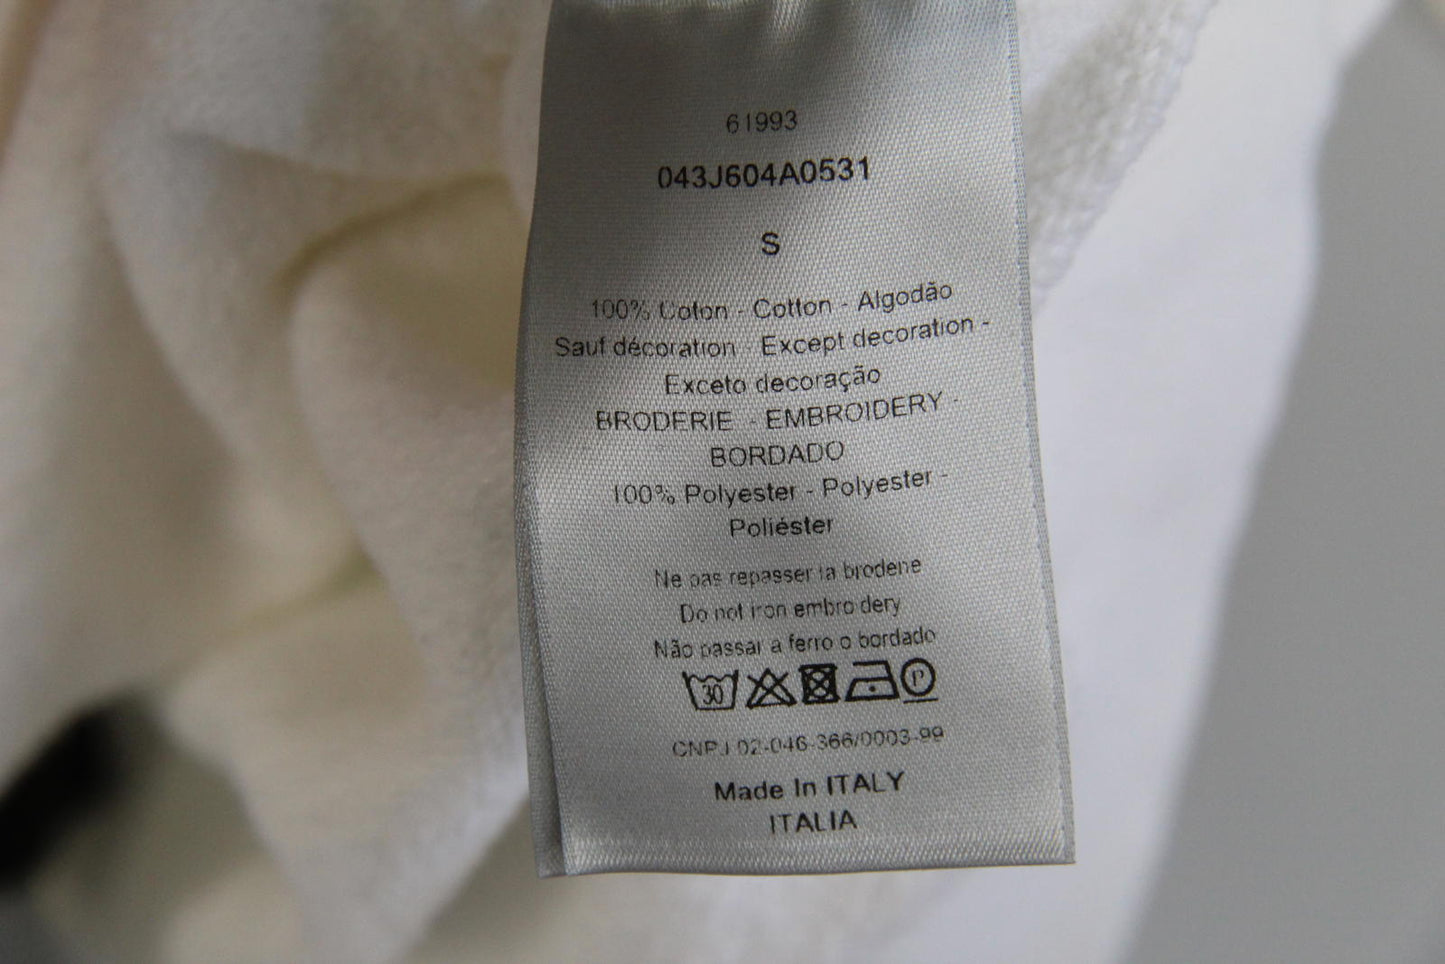 61993
043J604A0531
S
100% Coton - Cotton - Algodão
Sauf décoration - Except decoration -
Exceto decoração
BRODERIE - EMBROIDERY -
BORDADO
100% Polyester - Polyester -
Poliéster
Ne pas repasser la broderie
Do not iron embroidery
Não passar a ferro o bordado
30 P
CNPJ 02-046-366/0003-99
Made In ITALY
ITALIA